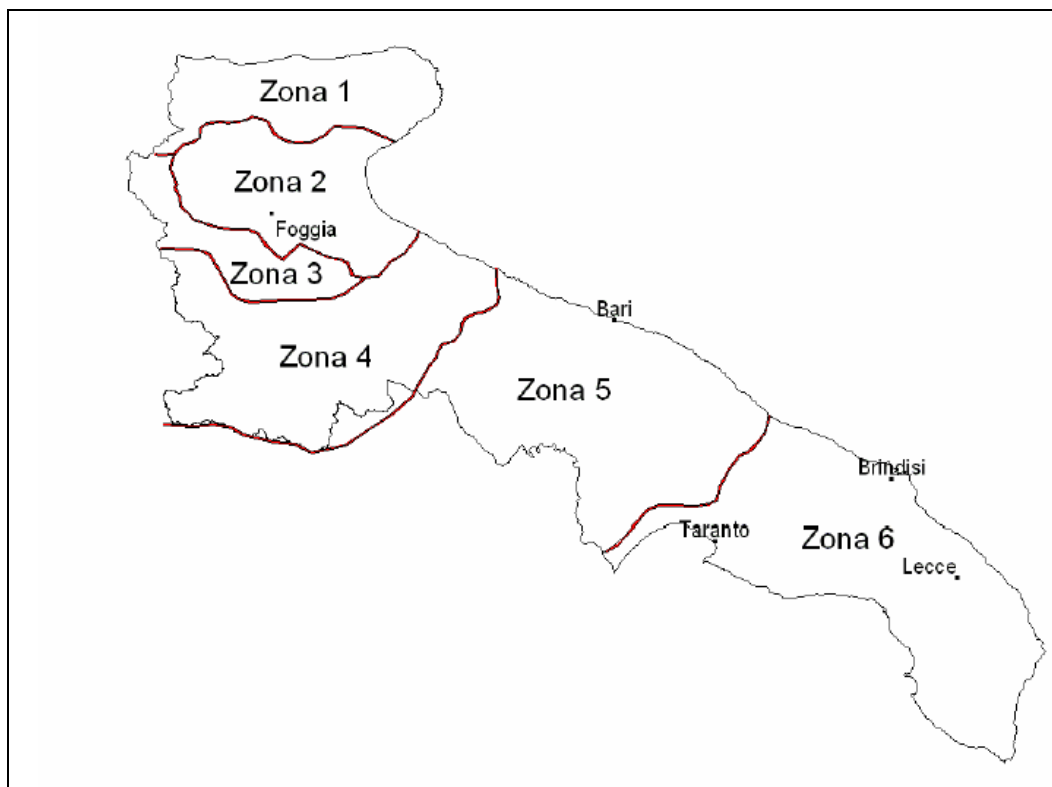 Zona 1
Zona 2
Foggia
Zona 3
Bari
Zona 4
Zona 5
Brindisi
Taranto
Zona 6
Lecce